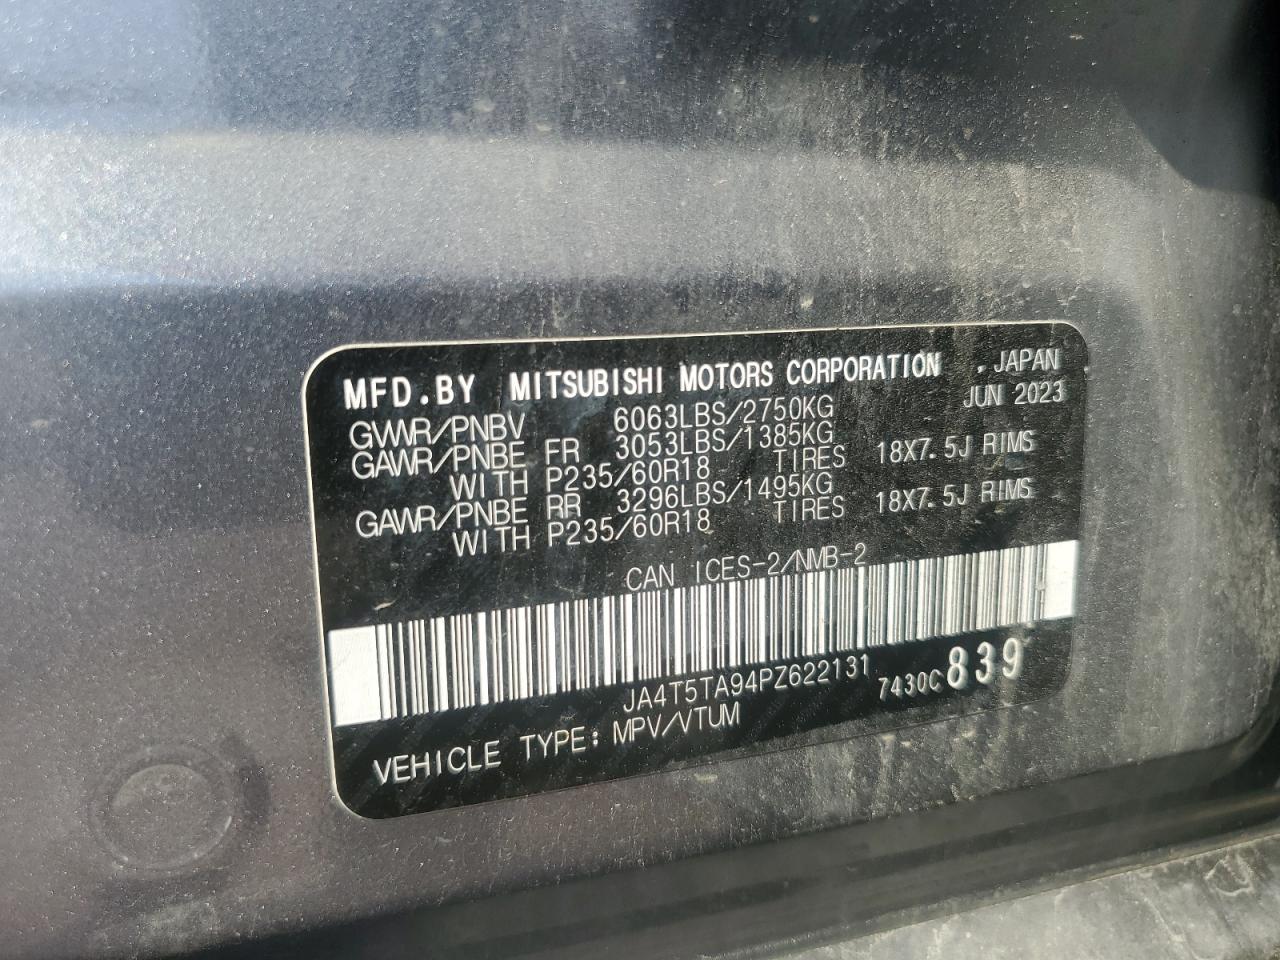 MFD.BY MITSUBISHI MOTORS CORPORATION .JAPAN
GVWR/PNBV 6063LBS/2750KG JUN 2023
GAWR/PNBE FR 3053LBS/1385KG
WITH P235/60R18 TIRES 18X7.5J RIMS
GAWR/PNBE RR 3296LBS/1495KG
WITH P235/60R18 TIRES 18X7.5J RIMS
CAN ICES-2/NMB-2
JA4T5TA94PZ622131 7430C 839
VEHICLE TYPE: MPV/VTUM